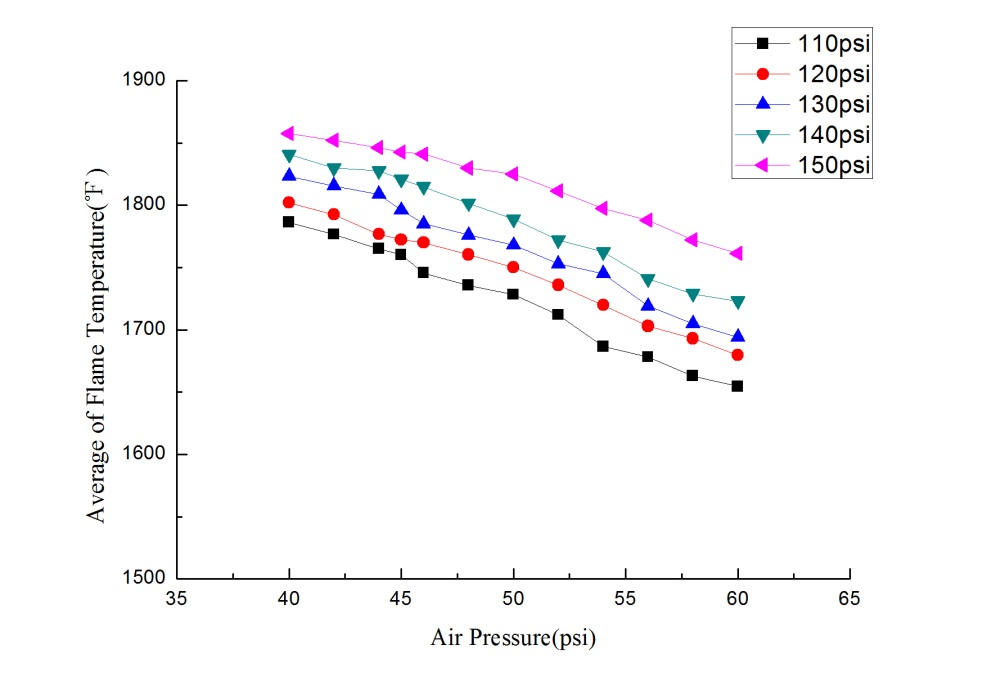 110psi
120psi
130psi
140psi
150psi
1900
1800
1700
1600
1500
Average of Flame Temperature(℉)
35 40 45 50 55 60 65
Air Pressure(psi)